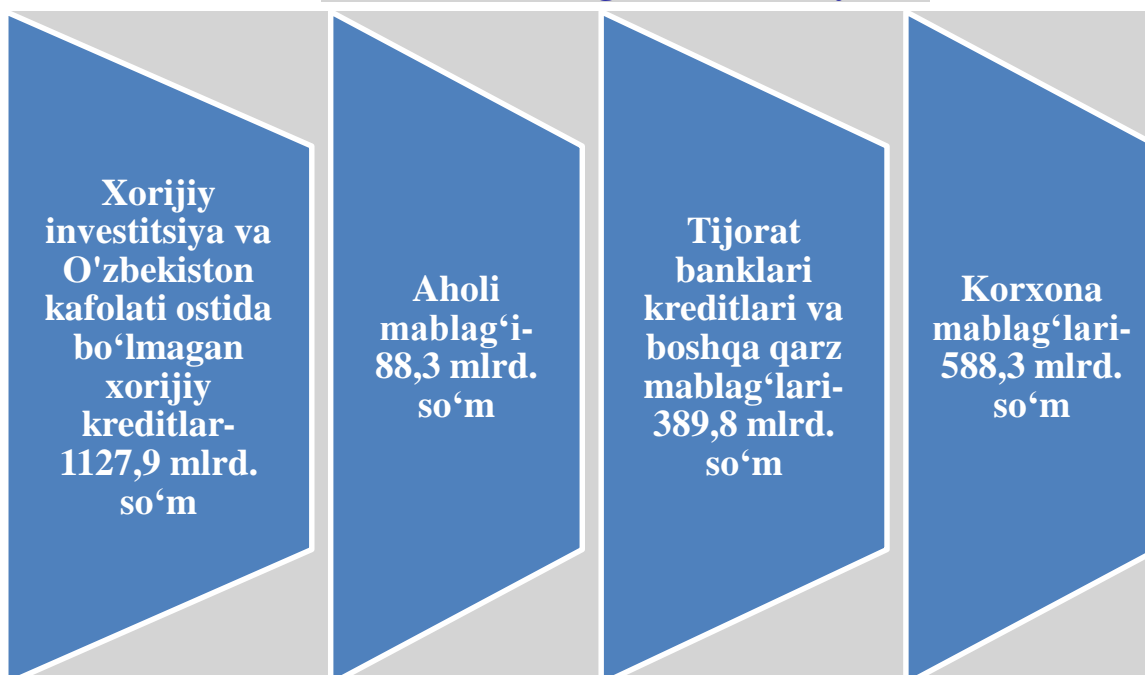 Xorijiy
investitsiya va
O'zbekiston
kafolati ostida
bo‘lmagan
xorijiy
kreditlar-
1127,9 mlrd.
so‘m
Aholi
mablag‘i-
88,3 mlrd.
so‘m
Tijorat
banklari
kreditlari va
boshqa qarz
mablag‘lari-
389,8 mlrd.
so‘m
Korxona
mablag‘lari-
588,3 mlrd.
so‘m